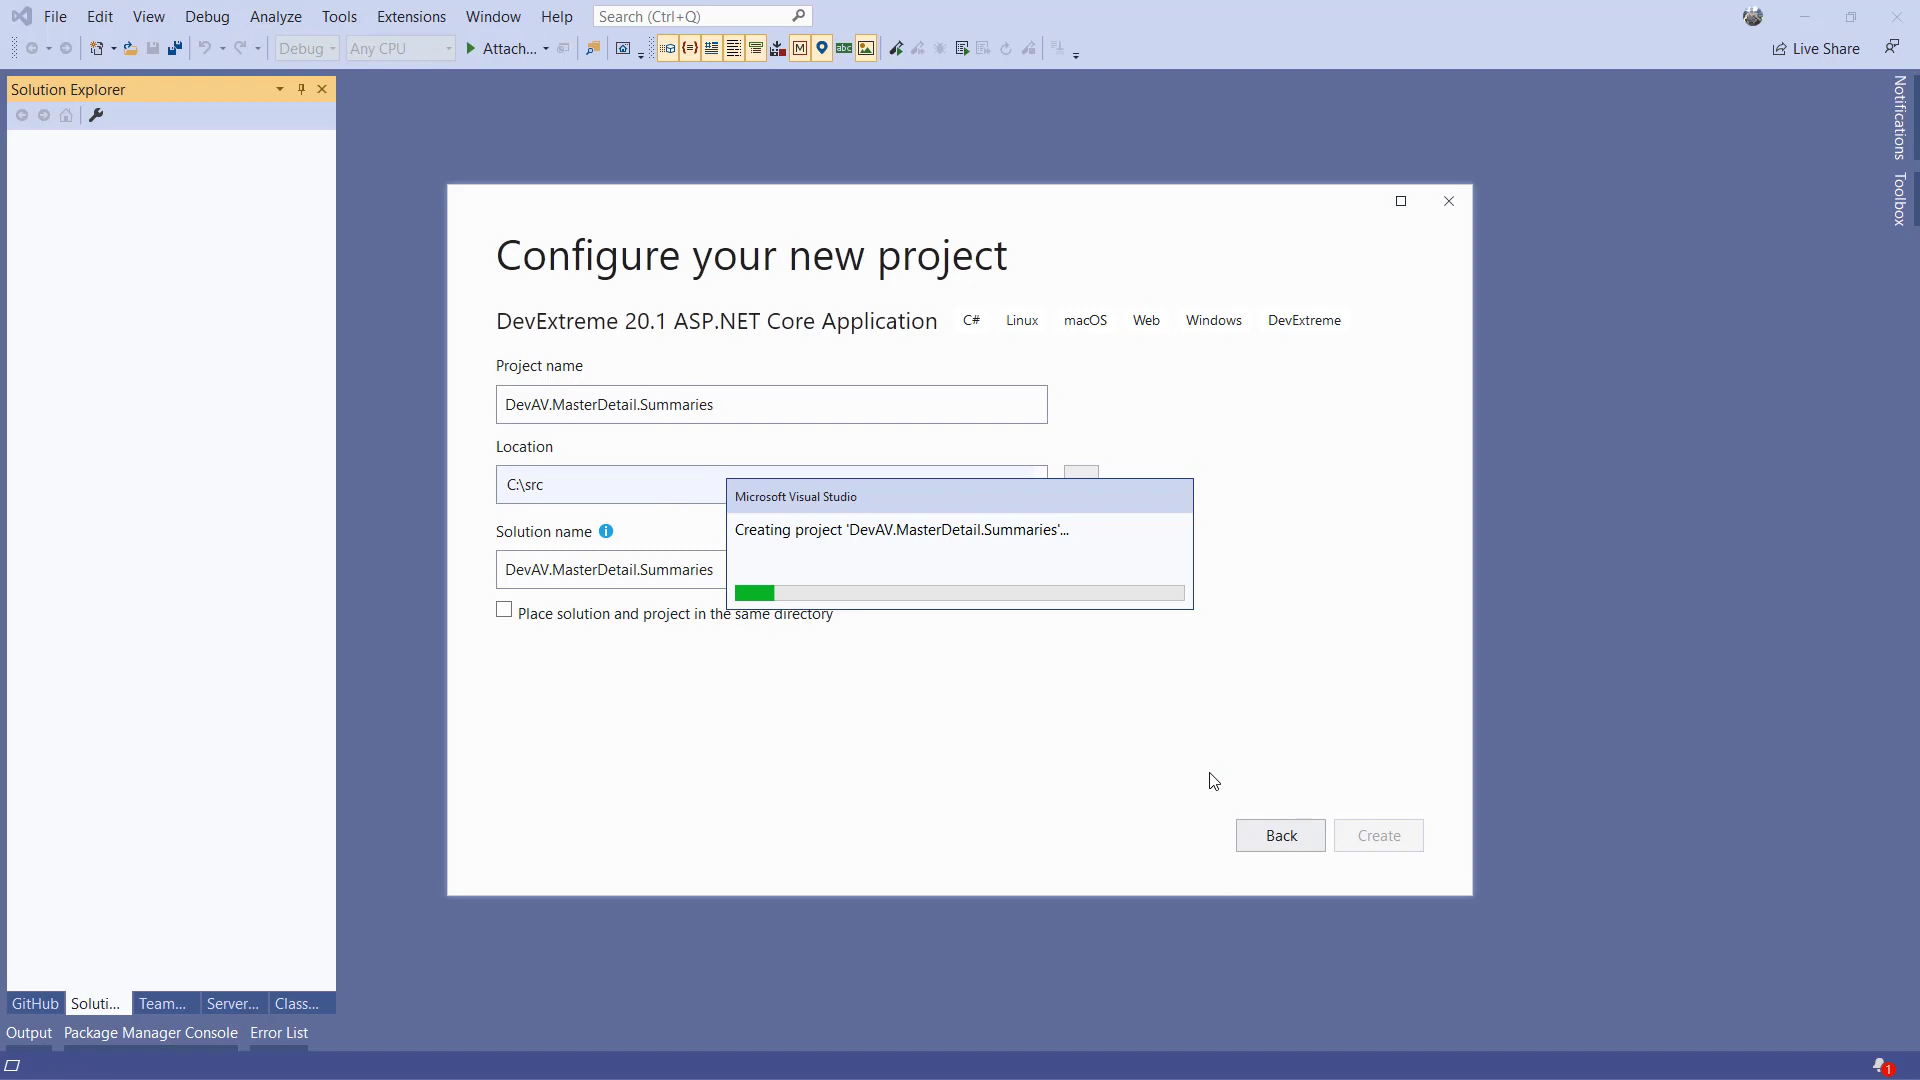 File Edit View Debug Analyze Tools Extensions Window Help Search (Ctrl+Q)
Debug Any CPU Attach... abc Live Share
Solution Explorer
Notifications
Toolbox
Configure your new project
DevExtreme 20.1 ASP.NET Core Application C# Linux macOS Web Windows DevExtreme
Project name
DevAV.MasterDetail.Summaries
Location
C:\src
Microsoft Visual Studio
Creating project 'DevAV.MasterDetail.Summaries'...
Solution name
DevAV.MasterDetail.Summaries
Place solution and project in the same directory
Back Create
GitHub Soluti... Team... Server... Class...
Output Package Manager Console Error List
1